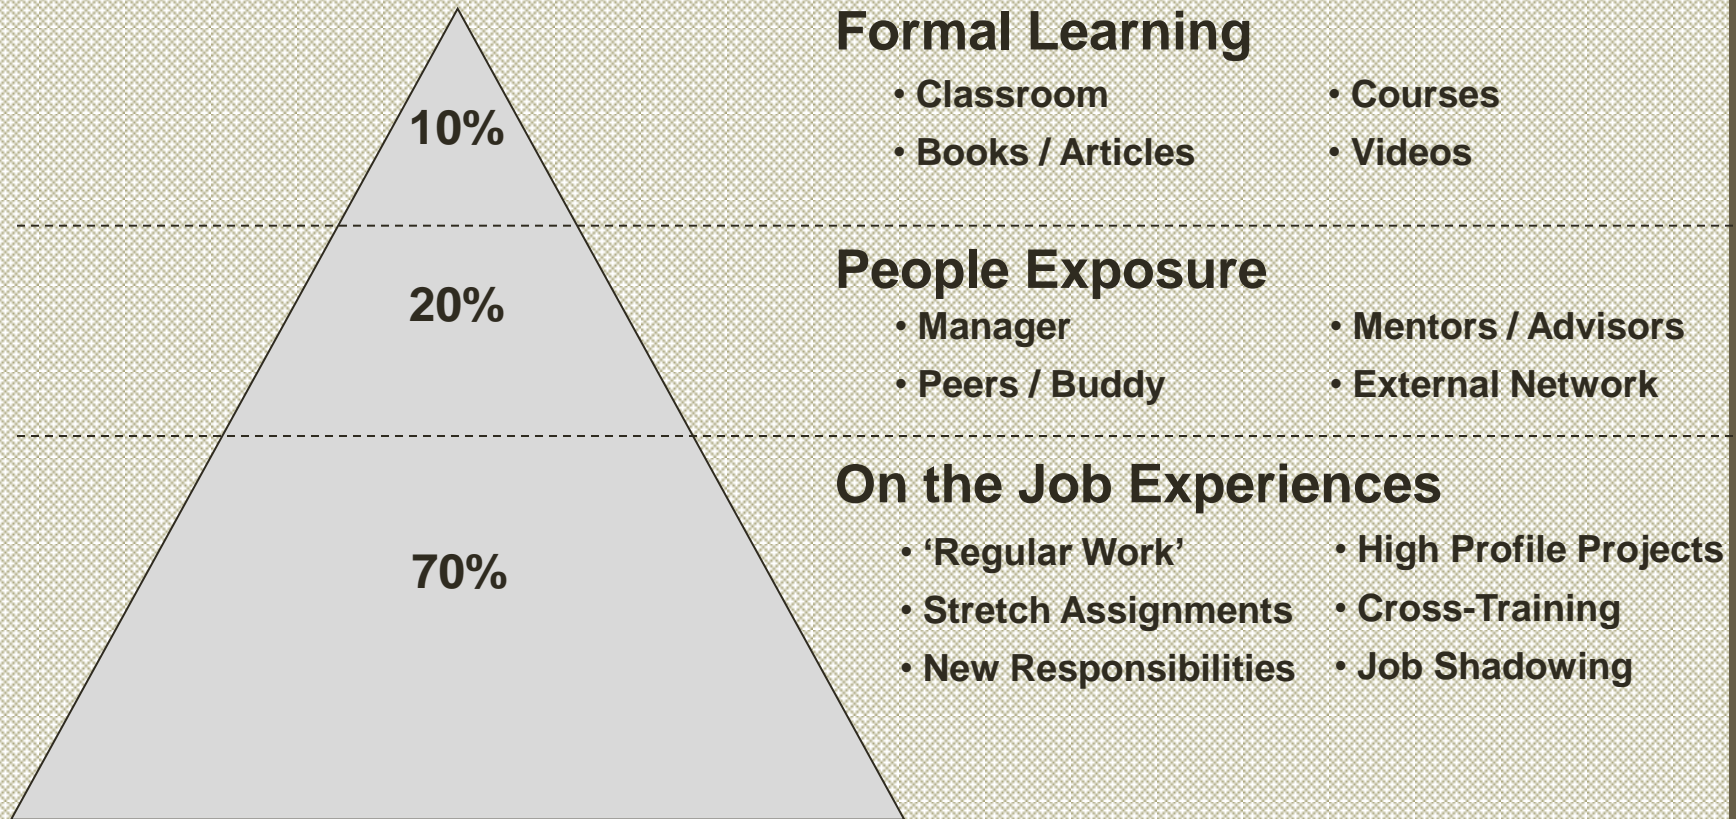 10%
Formal Learning
• Classroom
• Books / Articles
• Courses
• Videos
20%
People Exposure
• Manager
• Peers / Buddy
• Mentors / Advisors
• External Network
70%
On the Job Experiences
• ‘Regular Work’
• Stretch Assignments
• New Responsibilities
• High Profile Projects
• Cross-Training
• Job Shadowing